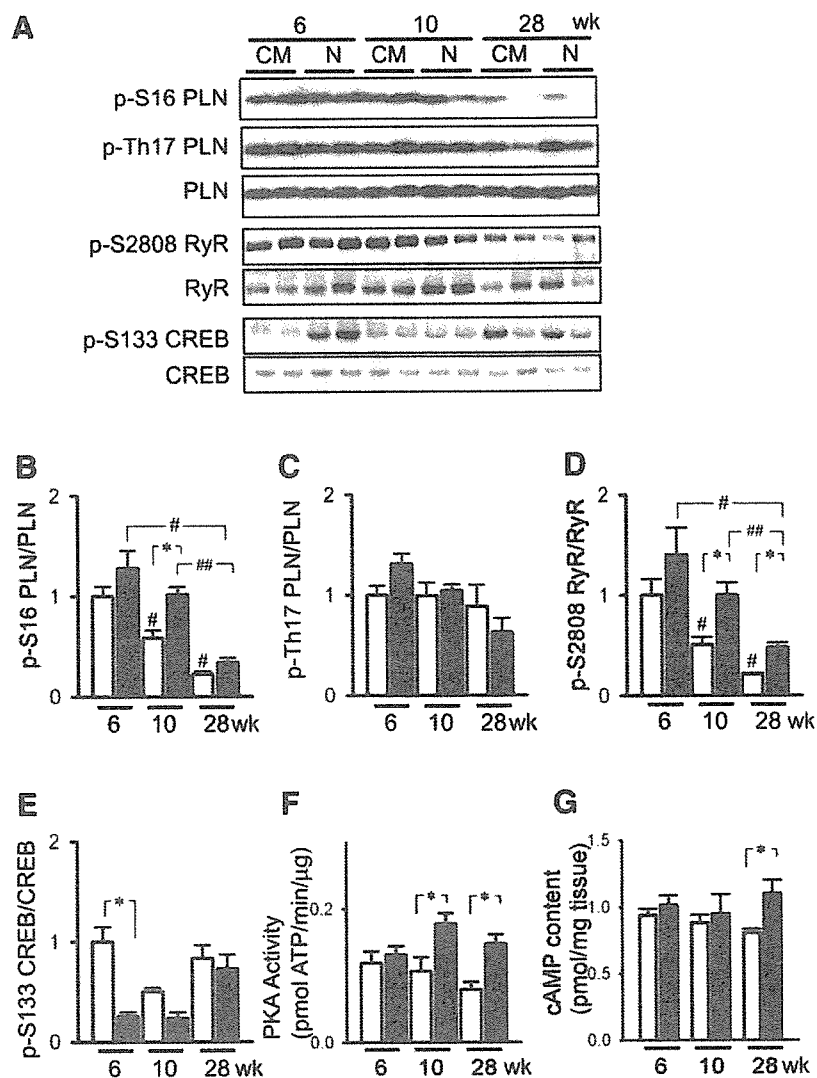 A
6 10 28 wk
CM N CM N CM N
p-S16 PLN
p-Th17 PLN
PLN
p-S2808 RyR
RyR
p-S133 CREB
CREB
B
p-S16 PLN/PLN
2
1
0
#
*
##
#
#
6 10 28 wk
C
p-Th17 PLN/PLN
2
1
0
6 10 28 wk
D
p-S2808 RyR/RyR
2
1
0
#
##
*
*
#
#
6 10 28 wk
E
p-S133 CREB/CREB
2
1
0
*
6 10 28 wk
F
PKA Activity
(pmol ATP/min/µg)
0.2
0.0
*
*
6 10 28 wk
G
cAMP content
(pmol/mg tissue)
1.5
1.0
0.5
0.0
*
6 10 28 wk